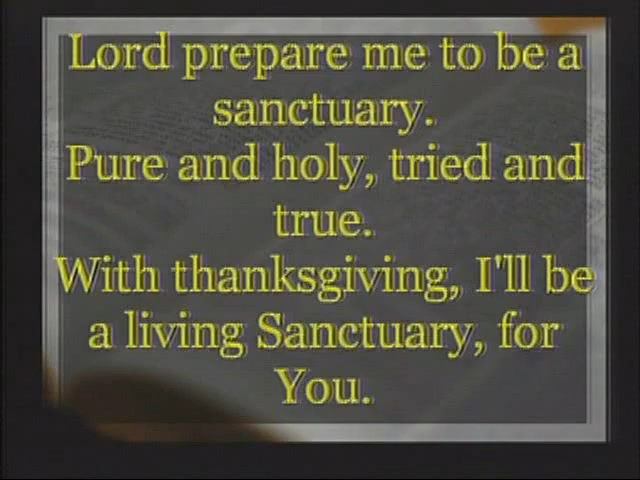 Lord prepare me to be a
sanctuary.
Pure and holy, tried and
true.
With thanksgiving, I'll be
a living Sanctuary, for
You.